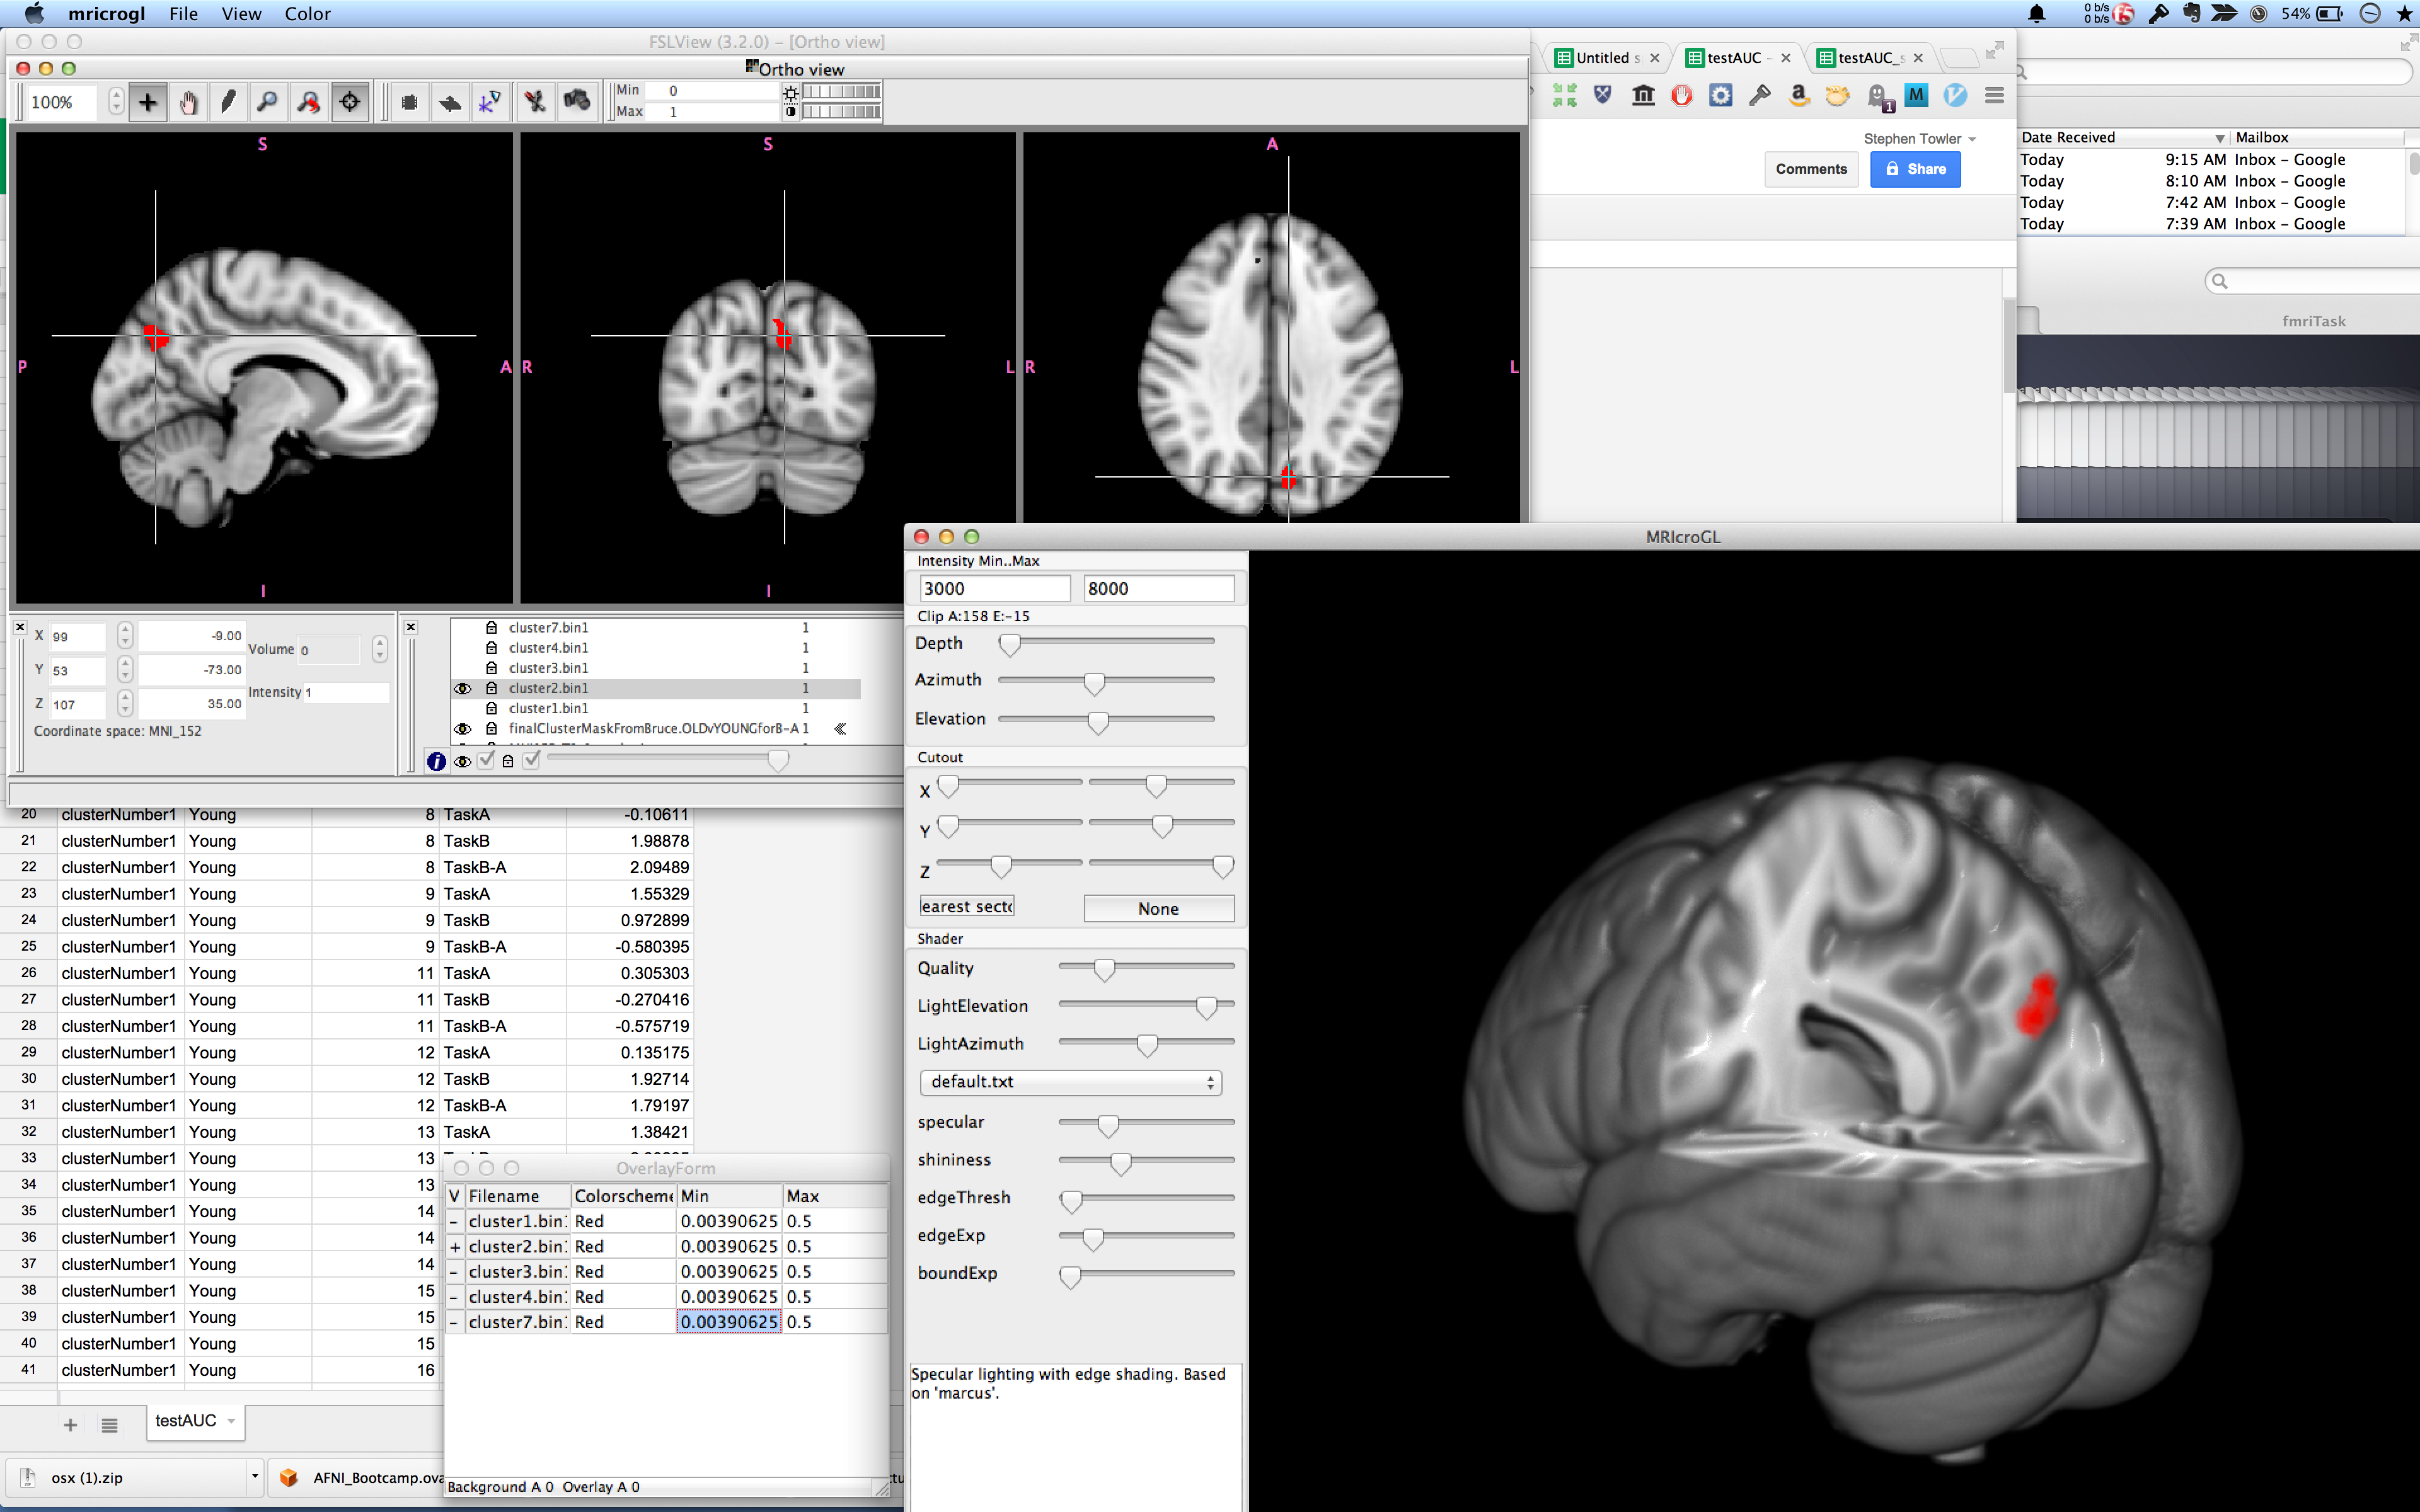 mricrogl File View Color
0 b/s
0 b/s
54%
FSLView (3.2.0) – [Ortho view]
Ortho view
100%
Min 0
Max 1
S
S
A
P
A
R
L
R
L
I
I
X 99 -9.00
Y 53 -73.00
Z 107 35.00
Volume 0
Intensity 1
Coordinate space: MNI_152
cluster7.bin1 1
cluster4.bin1 1
cluster3.bin1 1
cluster2.bin1 1
cluster1.bin1 1
finalClusterMaskFromBruce.OLDvYOUNGforB-A 1
Untitled s
testAUC -
testAUC_s
1
M
Stephen Towler
Comments
Share
Date Received Mailbox
Today 9:15 AM Inbox – Google
Today 8:10 AM Inbox – Google
Today 7:42 AM Inbox – Google
Today 7:39 AM Inbox – Google
fmriTask
20 clusterNumber1 Young 8 TaskA -0.10611
21 clusterNumber1 Young 8 TaskB 1.98878
22 clusterNumber1 Young 8 TaskB-A 2.09489
23 clusterNumber1 Young 9 TaskA 1.55329
24 clusterNumber1 Young 9 TaskB 0.972899
25 clusterNumber1 Young 9 TaskB-A -0.580395
26 clusterNumber1 Young 11 TaskA 0.305303
27 clusterNumber1 Young 11 TaskB -0.270416
28 clusterNumber1 Young 11 TaskB-A -0.575719
29 clusterNumber1 Young 12 TaskA 0.135175
30 clusterNumber1 Young 12 TaskB 1.92714
31 clusterNumber1 Young 12 TaskB-A 1.79197
32 clusterNumber1 Young 13 TaskA 1.38421
33 clusterNumber1 Young 13
34 clusterNumber1 Young 13
35 clusterNumber1 Young 14
36 clusterNumber1 Young 14
37 clusterNumber1 Young 14
38 clusterNumber1 Young 15
39 clusterNumber1 Young 15
40 clusterNumber1 Young 15
41 clusterNumber1 Young 16
testAUC
osx (1).zip
AFNI_Bootcamp.ova
OverlayForm
V Filename Colorscheme Min Max
– cluster1.bin1 Red 0.00390625 0.5
+ cluster2.bin1 Red 0.00390625 0.5
– cluster3.bin1 Red 0.00390625 0.5
– cluster4.bin1 Red 0.00390625 0.5
– cluster7.bin1 Red 0.00390625 0.5
Background A 0 Overlay A 0
MRIcroGL
Intensity Min..Max
3000 8000
Clip A:158 E:-15
Depth
Azimuth
Elevation
Cutout
X
Y
Z
earest secto
None
Shader
Quality
LightElevation
LightAzimuth
default.txt
specular
shininess
edgeThresh
edgeExp
boundExp
Specular lighting with edge shading. Based
on 'marcus'.